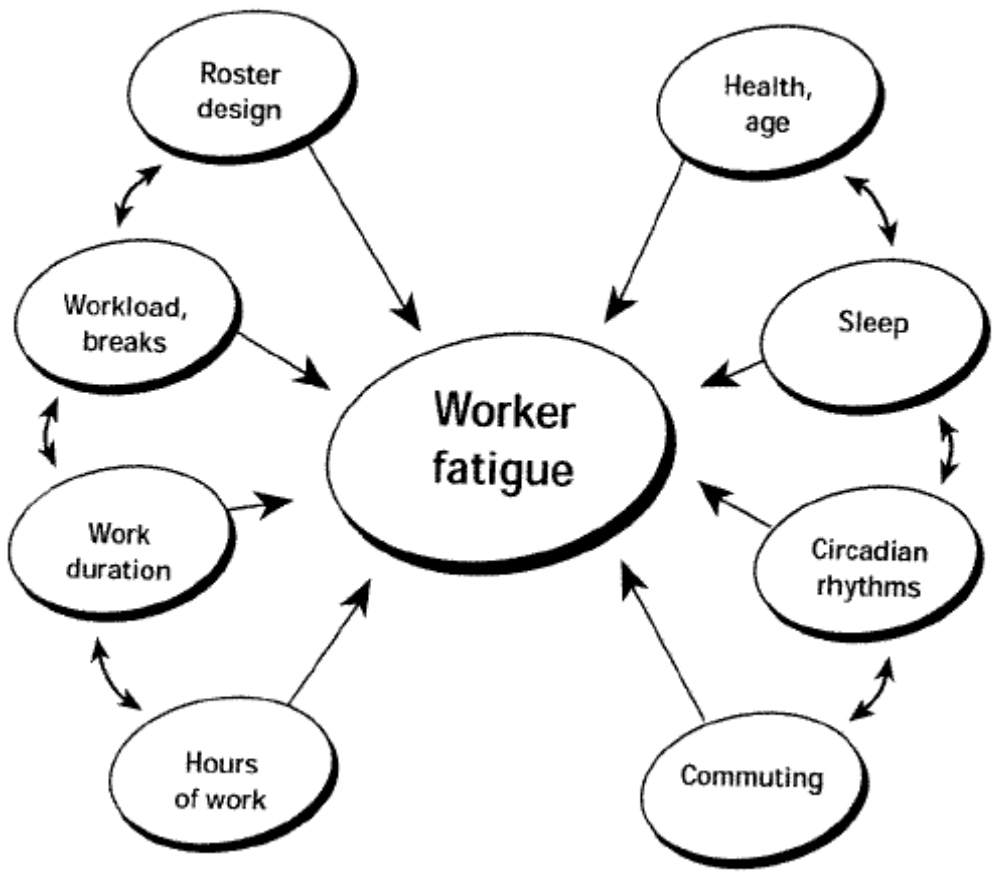 Roster
design
Health,
age
Workload,
breaks
Sleep
Worker
fatigue
Work
duration
Circadian
rhythms
Hours
of work
Commuting